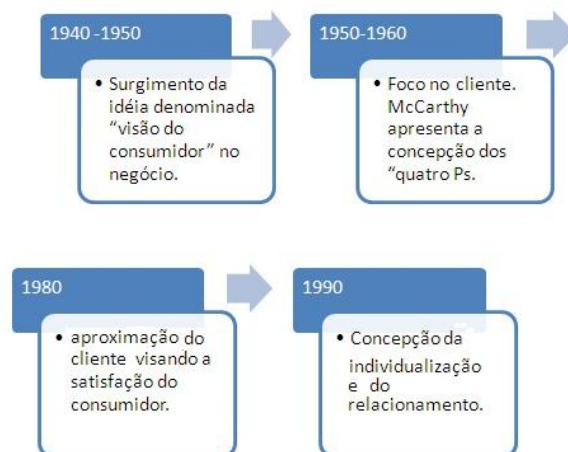 1940 -1950
• Surgimento da
idéia denominada
"visão do
consumidor" no
negócio.
1950-1960
• Foco no cliente.
McCarthy
apresenta a
concepção dos
"quatro Ps.
1980
• aproximação do
cliente visando a
satisfação do
consumidor.
1990
• Concepção da
individualização
e do
relacionamento.